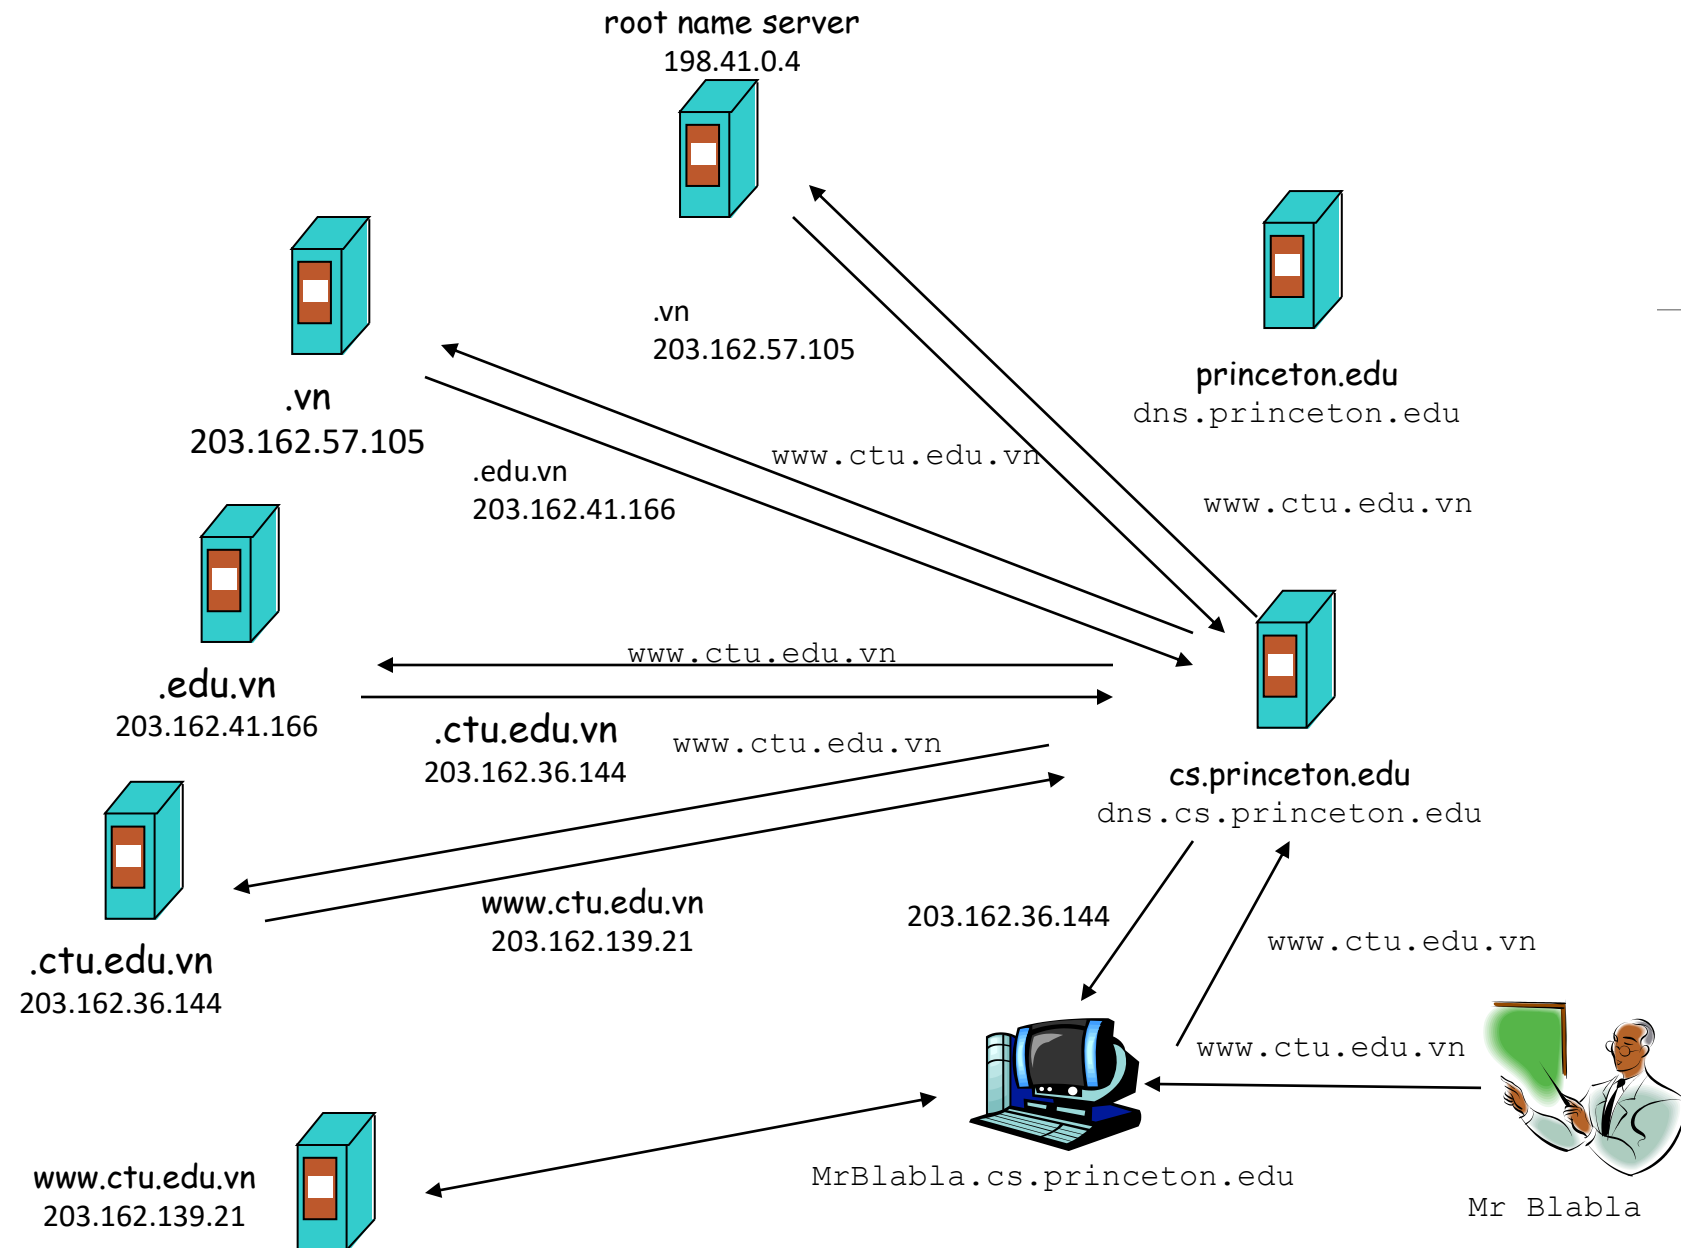 root name server
198.41.0.4
.vn
203.162.57.105
princeton.edu
dns.princeton.edu
.vn
203.162.57.105
www.ctu.edu.vn
.edu.vn
203.162.41.166
www.ctu.edu.vn
www.ctu.edu.vn
.edu.vn
203.162.41.166
.ctu.edu.vn
203.162.36.144
www.ctu.edu.vn
cs.princeton.edu
dns.cs.princeton.edu
www.ctu.edu.vn
203.162.139.21
203.162.36.144
www.ctu.edu.vn
.ctu.edu.vn
203.162.36.144
www.ctu.edu.vn
MrBlabla.cs.princeton.edu
www.ctu.edu.vn
203.162.139.21
Mr Blabla